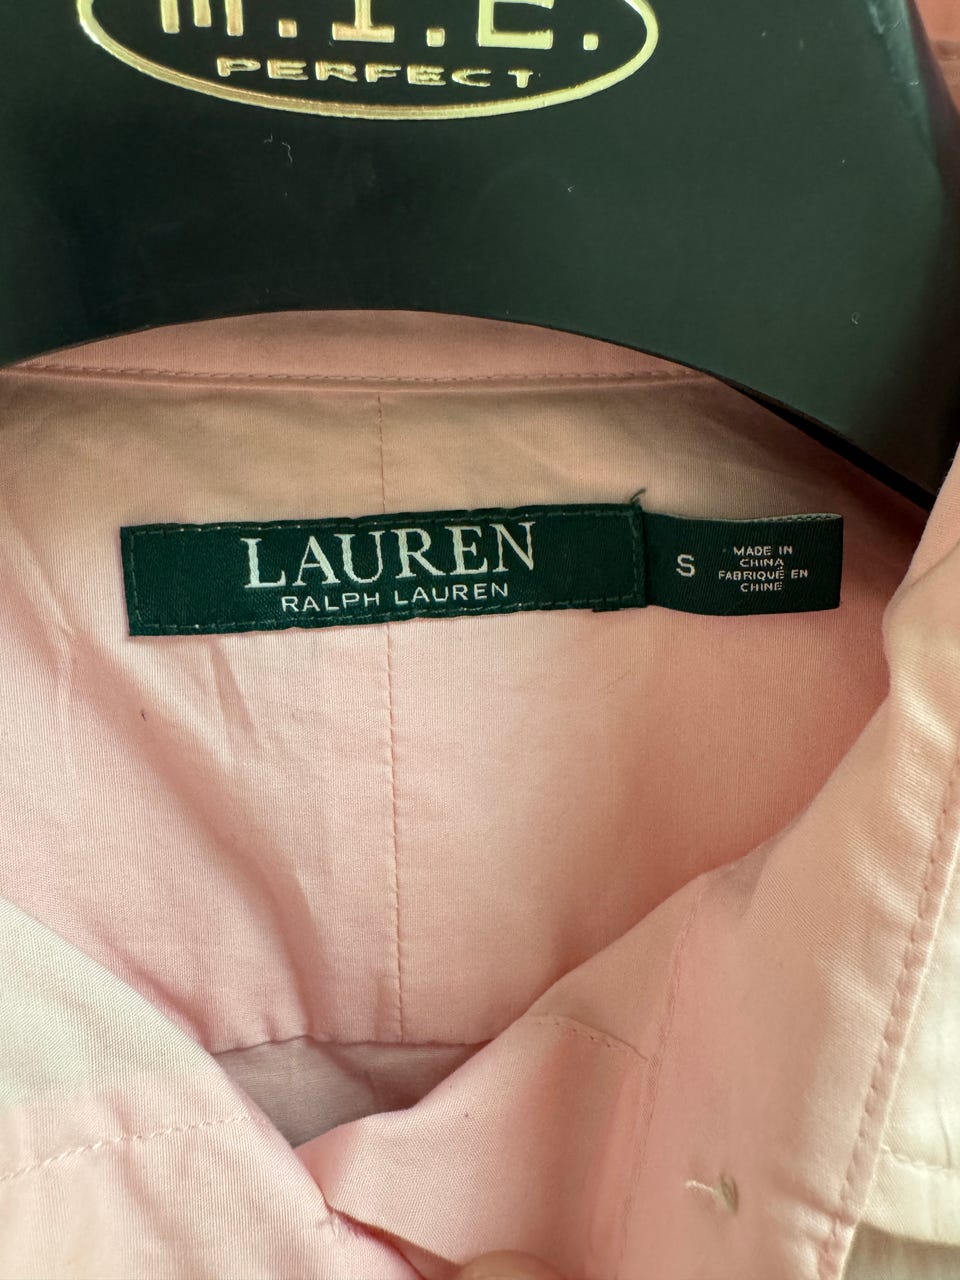 M.I.E.
PERFECT
LAUREN
RALPH LAUREN
S
MADE IN
CHINA
FABRIQUÉ EN
CHINE